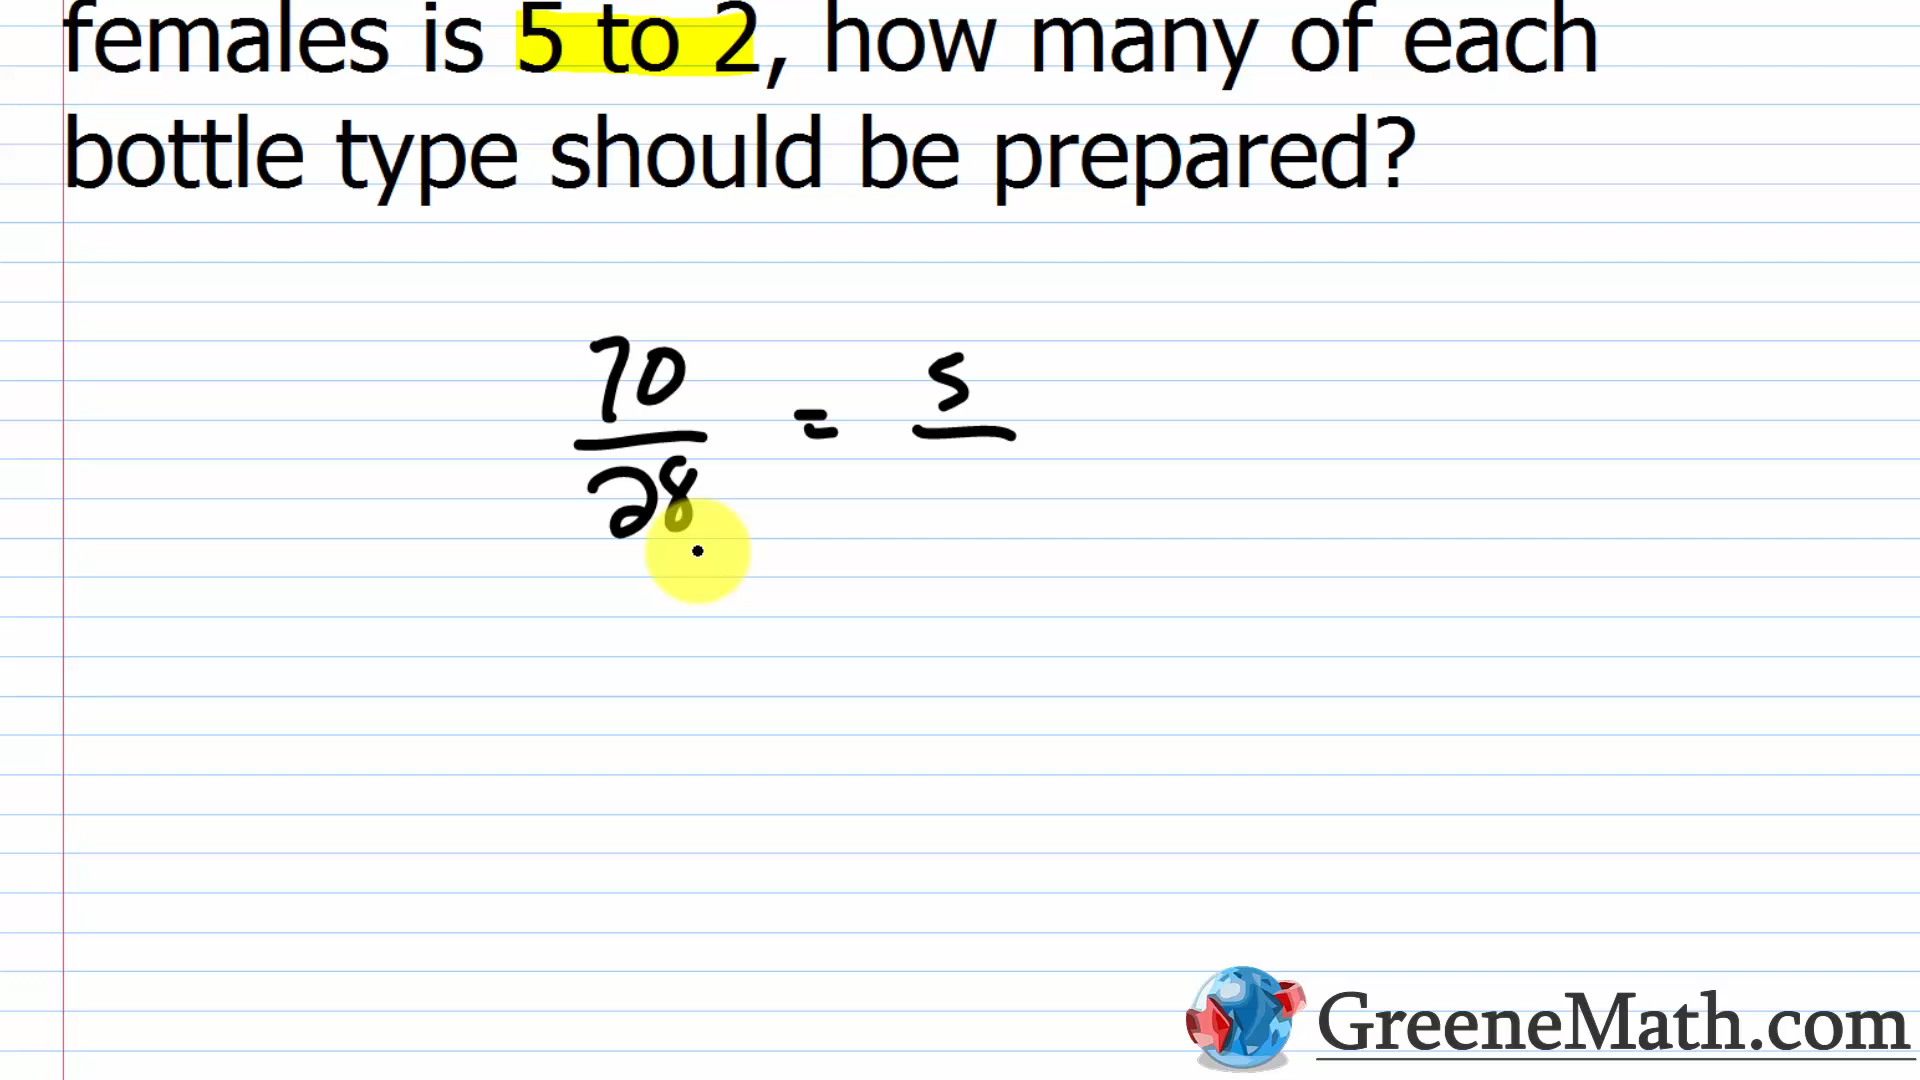 females is 5 to 2, how many of each
bottle type should be prepared?
70 = 5
28
GreeneMath.com